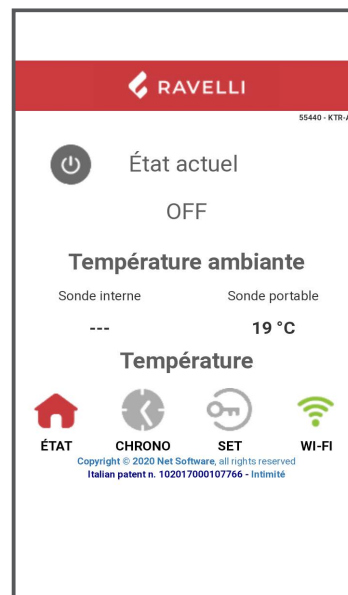 RAVELLI
55440 - KTR-A
État actuel
OFF
Température ambiante
Sonde interne Sonde portable
--- 19 °C
Température
ÉTAT CHRONO SET WI-FI
Copyright © 2020 Net Software, all rights reserved
Italian patent n. 102017000107766 - Intimité